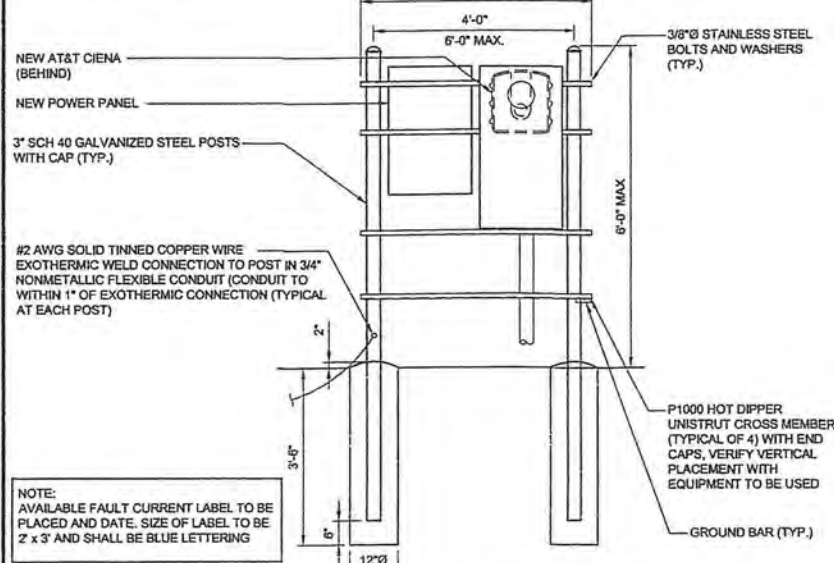 4'-0"
6'-0" MAX.
NEW AT&T CIENA
(BEHIND)
NEW POWER PANEL
3" SCH 40 GALVANIZED STEEL POSTS
WITH CAP (TYP.)
#2 AWG SOLID TINNED COPPER WIRE
EXOTHERMIC WELD CONNECTION TO POST IN 3/4"
NONMETALLIC FLEXIBLE CONDUIT (CONDUIT TO
WITHIN 1" OF EXOTHERMIC CONNECTION (TYPICAL
AT EACH POST)
3/8"Ø STAINLESS STEEL
BOLTS AND WASHERS
(TYP.)
6'-0" MAX
2"
3'-6"
6"
12"Ø
P1000 HOT DIPPER
UNISTRUT CROSS MEMBER
(TYPICAL OF 4) WITH END
CAPS, VERIFY VERTICAL
PLACEMENT WITH
EQUIPMENT TO BE USED
GROUND BAR (TYP.)
NOTE:
AVAILABLE FAULT CURRENT LABEL TO BE
PLACED AND DATE. SIZE OF LABEL TO BE
2' x 3' AND SHALL BE BLUE LETTERING